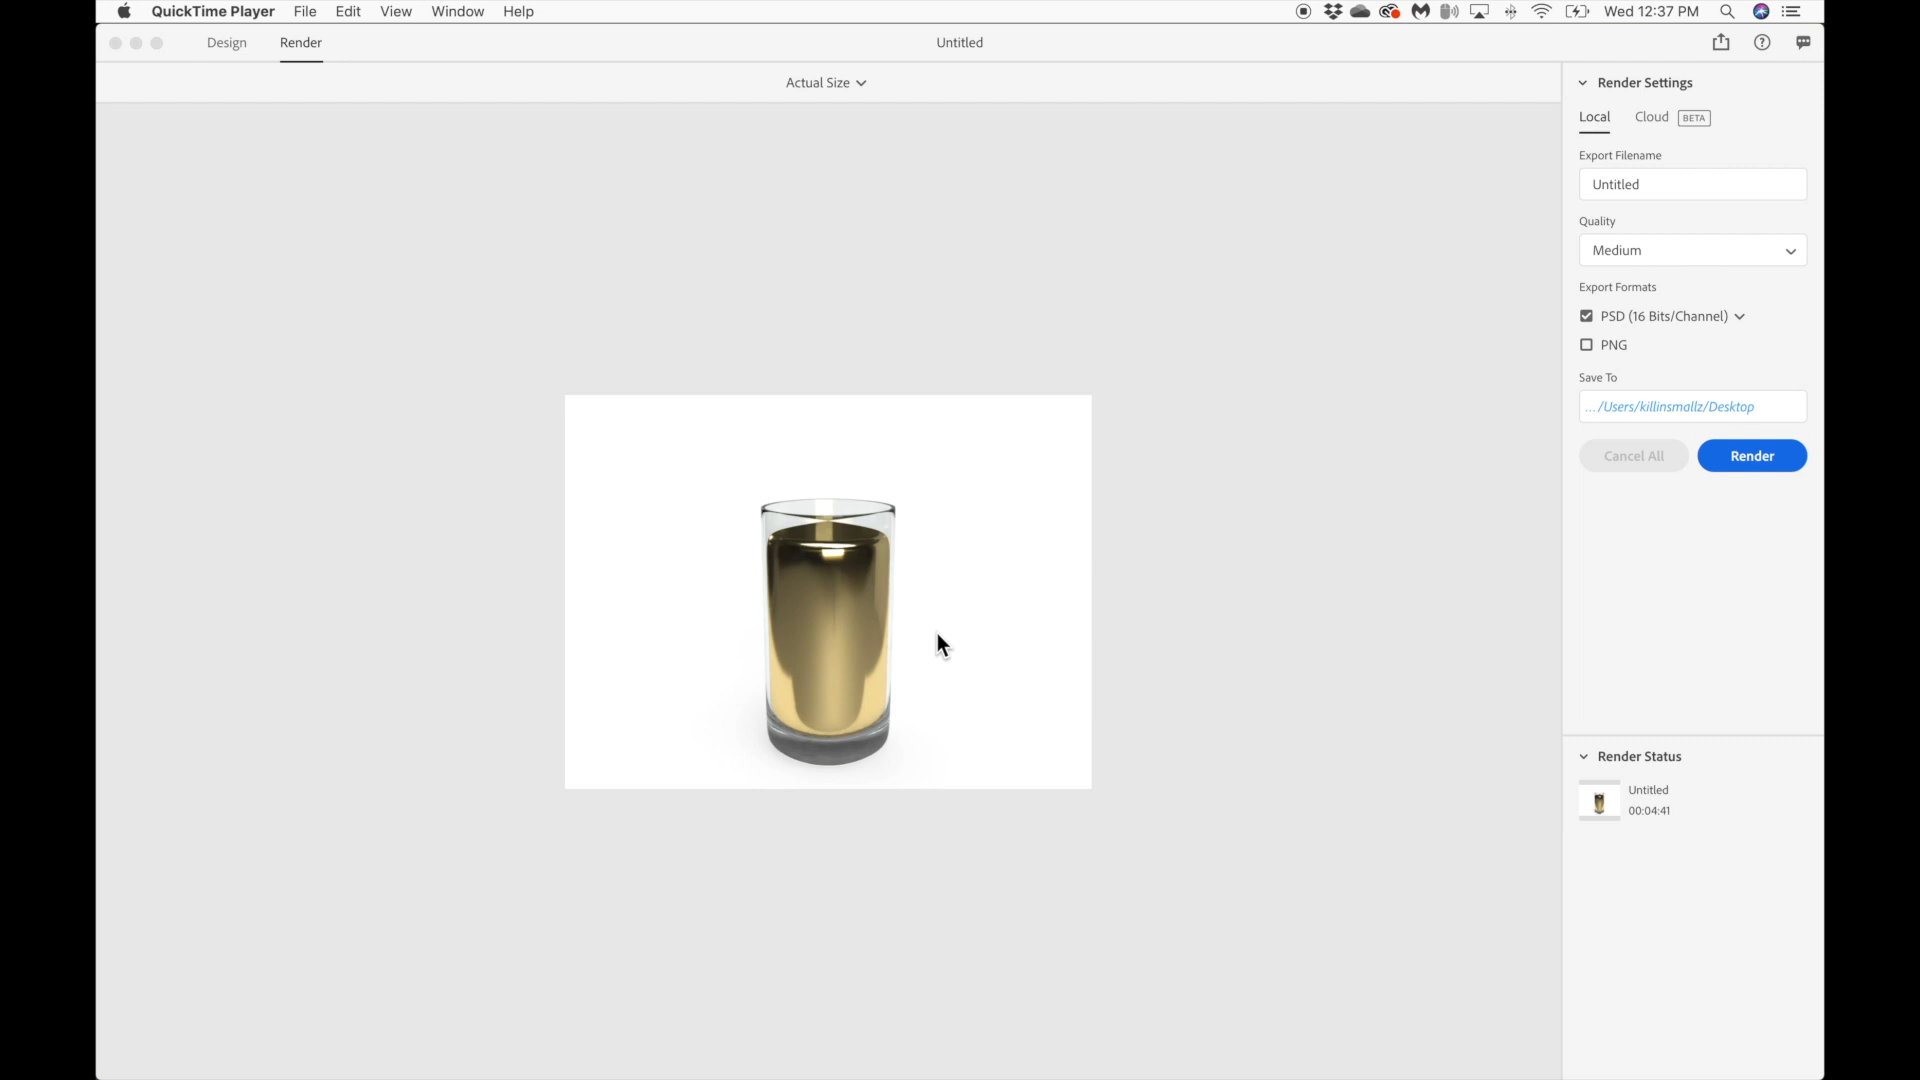 QuickTime Player File Edit View Window Help Wed 12:37 PM
Design Render Untitled
Actual Size
Render Settings
Local Cloud BETA
Export Filename
Untitled
Quality
Medium
Export Formats
PSD (16 Bits/Channel)
PNG
Save To
.../Users/killinsmallz/Desktop
Cancel All Render
Render Status
Untitled
00:04:41